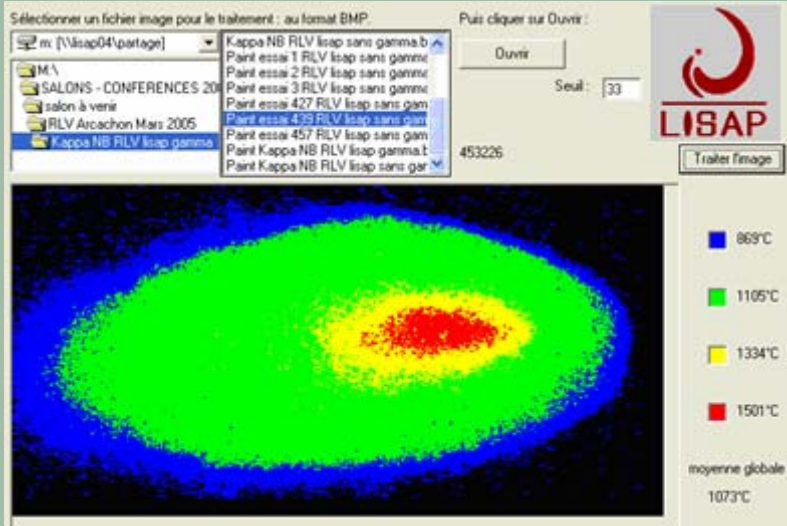 Sélectionner un fichier image pour le traitement : au format BMP.
Puis cliquer sur Ouvrir :
m: [\\lisap04\partage]
M:\
SALONS - CONFERENCES 20
salon à venir
RLV Arcachon Mars 2005
Kappa NB RLV lisap gamma
Kappa NB RLV lisap sans gamma.b
Paint essai 1 RLV lisap sans gamme
Paint essai 2 RLV lisap sans gamme
Paint essai 3 RLV lisap sans gamme
Paint essai 427 RLV lisap sans gam
Paint essai 439 RLV lisap sans gam
Paint essai 457 RLV lisap sans gam
Paint Kappa NB RLV lisap gamma.b
Paint Kappa NB RLV lisap sans gar
Ouvrir
Seuil :
33
453226
LISAP
Traiter l'image
869°C
1105°C
1334°C
1501°C
moyenne globale
1073°C